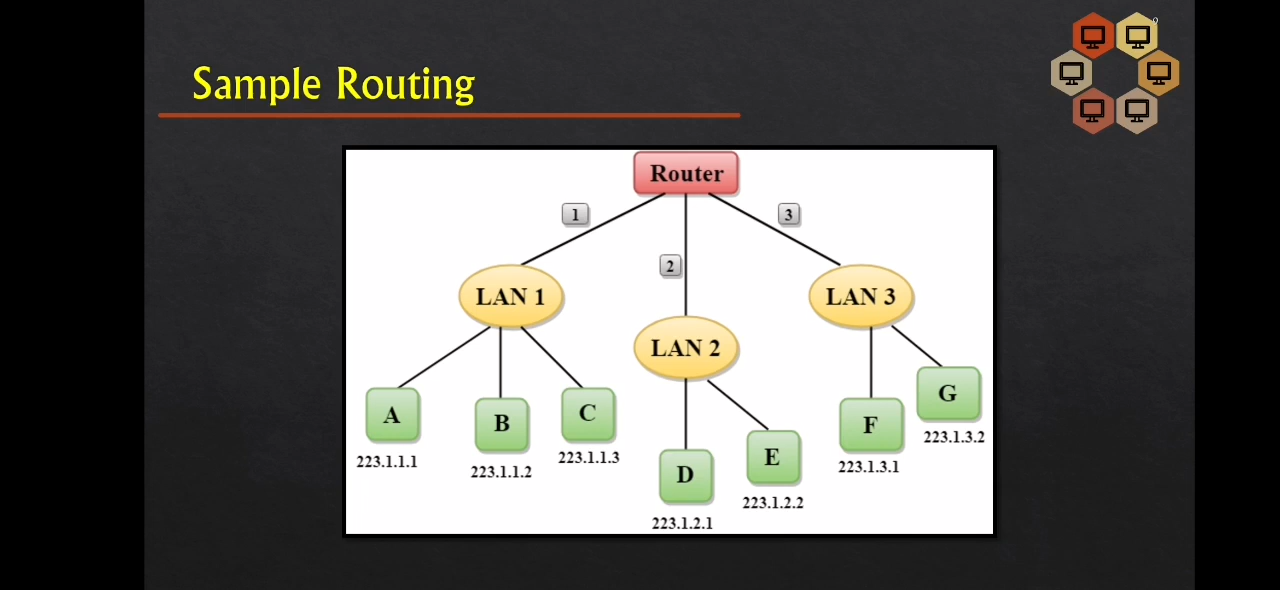 9
Sample Routing
Router
1
3
2
LAN 1
LAN 3
LAN 2
A
B
C
G
F
D
E
223.1.1.1
223.1.1.2
223.1.1.3
223.1.3.2
223.1.3.1
223.1.2.2
223.1.2.1